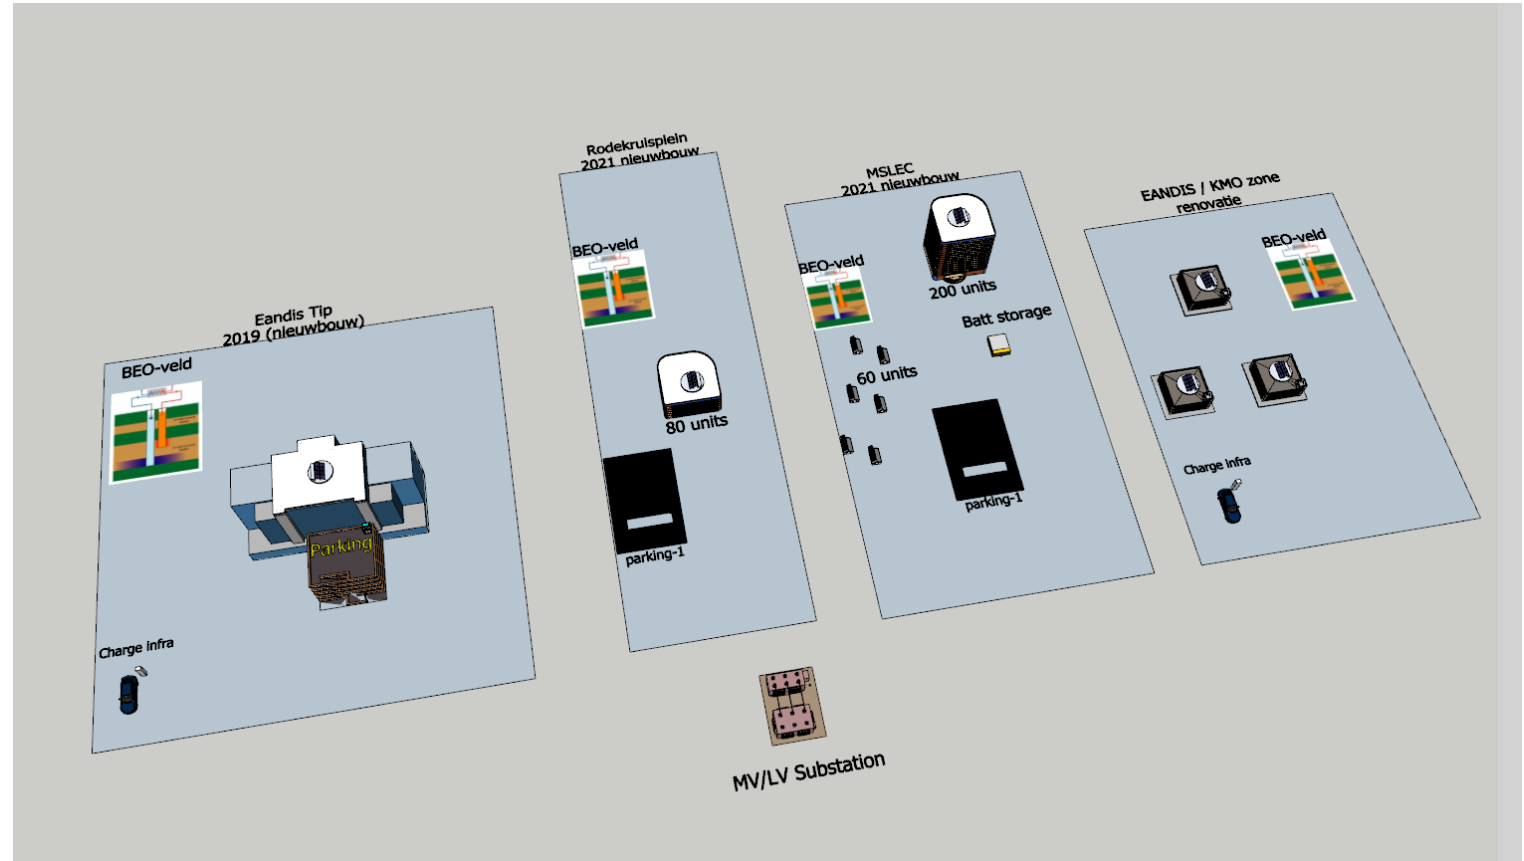 Eandis Tip
2019 (nieuwbouw)
BEO-veld
Parking
Charge infra
Rodekruisplein
2021 nieuwbouw
BEO-veld
80 units
parking-1
MSLEC
2021 nieuwbouw
BEO-veld
200 units
Batt storage
60 units
parking-1
EANDIS / KMO zone
renovatie
BEO-veld
Charge infra
MV/LV Substation